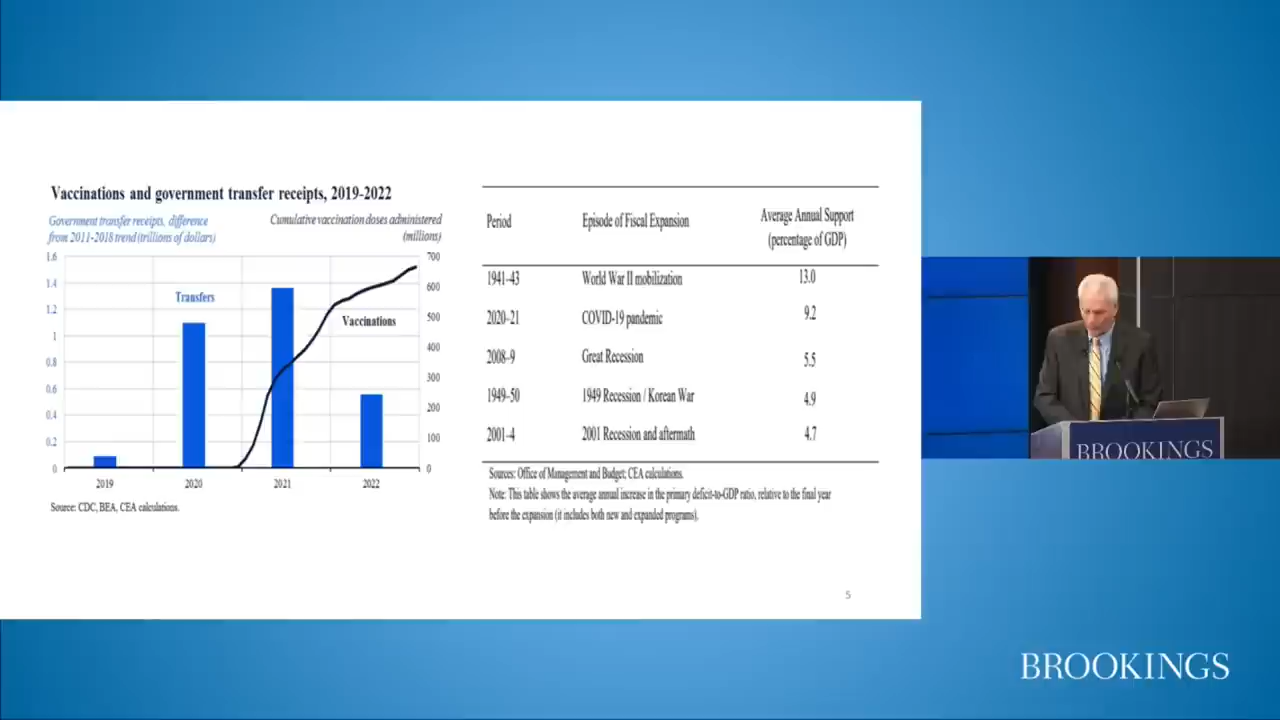 Vaccinations and government transfer receipts, 2019-2022
Government transfer receipts, difference
from 2011-2018 trend (trillions of dollars)
Cumulative vaccination doses administered
(millions)
1.6
1.4
1.2
1
0.8
0.6
0.4
0.2
0
700
600
500
400
300
200
100
0
Transfers
Vaccinations
2019 2020 2021 2022
Source: CDC, BEA, CEA calculations.
Period Episode of Fiscal Expansion Average Annual Support
(percentage of GDP)
1941–43 World War II mobilization 13.0
2020–21 COVID-19 pandemic 9.2
2008–9 Great Recession 5.5
1949–50 1949 Recession / Korean War 4.9
2001–4 2001 Recession and aftermath 4.7
Sources: Office of Management and Budget; CEA calculations.
Note: This table shows the average annual increase in the primary deficit-to-GDP ratio, relative to the final year
before the expansion (it includes both new and expanded programs).
5
BROOKINGS
BROOKINGS